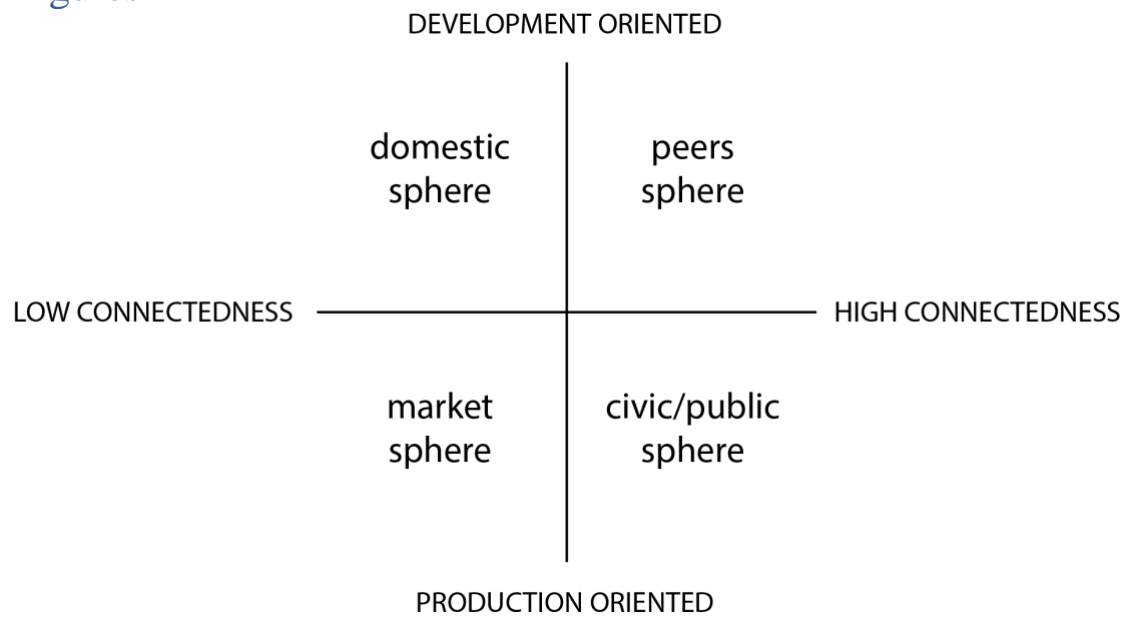 DEVELOPMENT ORIENTED
domestic
sphere
peers
sphere
LOW CONNECTEDNESS
HIGH CONNECTEDNESS
market
sphere
civic/public
sphere
PRODUCTION ORIENTED